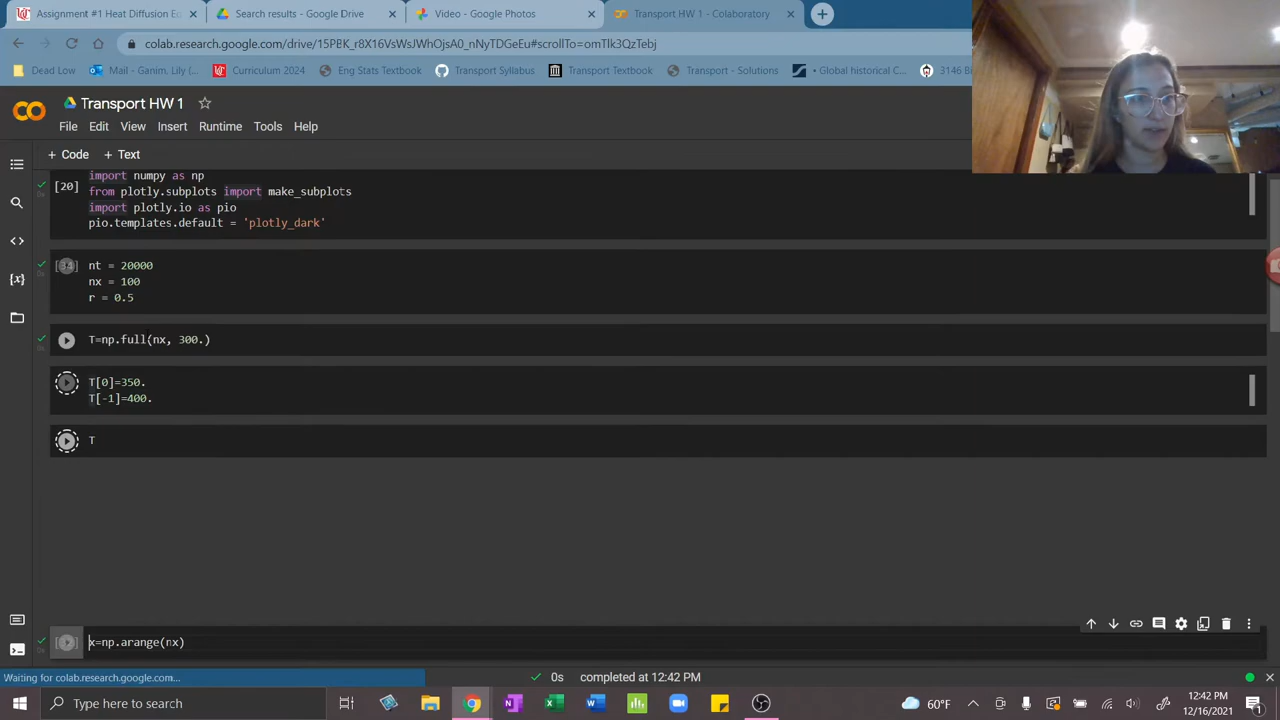 Assignment #1 Heat Diffusion Eq
Search results - Google Drive
Video - Google Photos
Transport HW 1 - Colaboratory
colab.research.google.com/drive/15PBK_r8X16VsWsJWhOjsA0_nNyTDGeEu#scrollTo=omTlk3QzTebj
Dead Low
Mail - Ganim, Lily (...
Curriculum 2024
Eng Stats Textbook
Transport Syllabus
Transport Textbook
Transport - Solutions
• Global historical C...
3146 B
CO
Transport HW 1
File Edit View Insert Runtime Tools Help
+ Code + Text
[20]
import numpy as np
from plotly.subplots import make_subplots
import plotly.io as pio
pio.templates.default = 'plotly_dark'
[34]
nt = 20000
nx = 100
r = 0.5
T=np.full(nx, 300.)
T[0]=350.
T[-1]=400.
T
x=np.arange(nx)
Waiting for colab.research.google.com...
0s completed at 12:42 PM
Type here to search
60°F
12:42 PM
12/16/2021